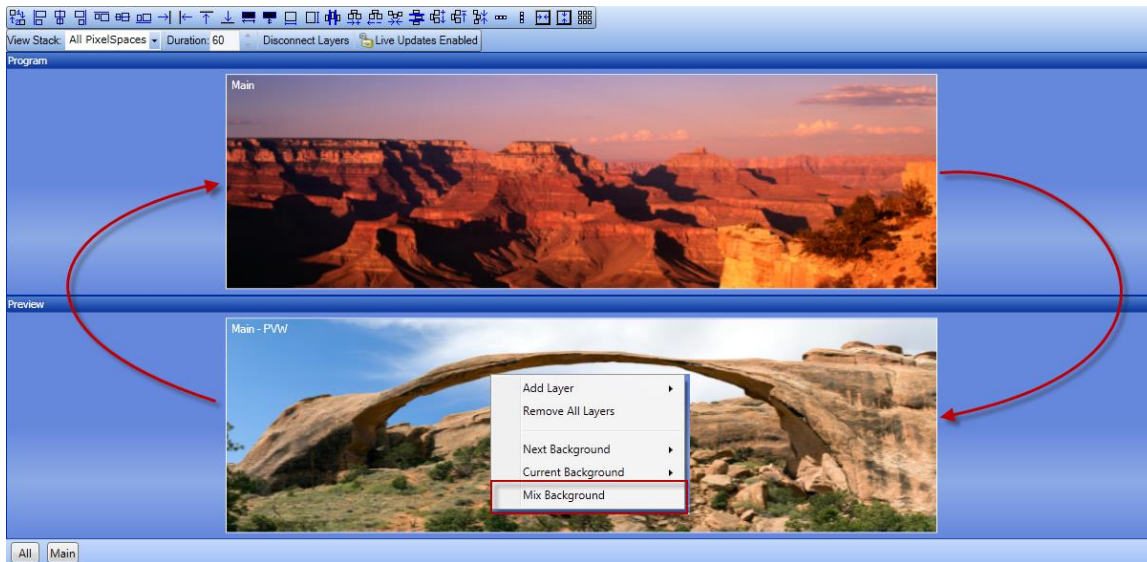 View Stack: All PixelSpaces Duration: 60 Disconnect Layers Live Updates Enabled
Program
Main
Preview
Main - PVW
Add Layer
Remove All Layers
Next Background
Current Background
Mix Background
All Main